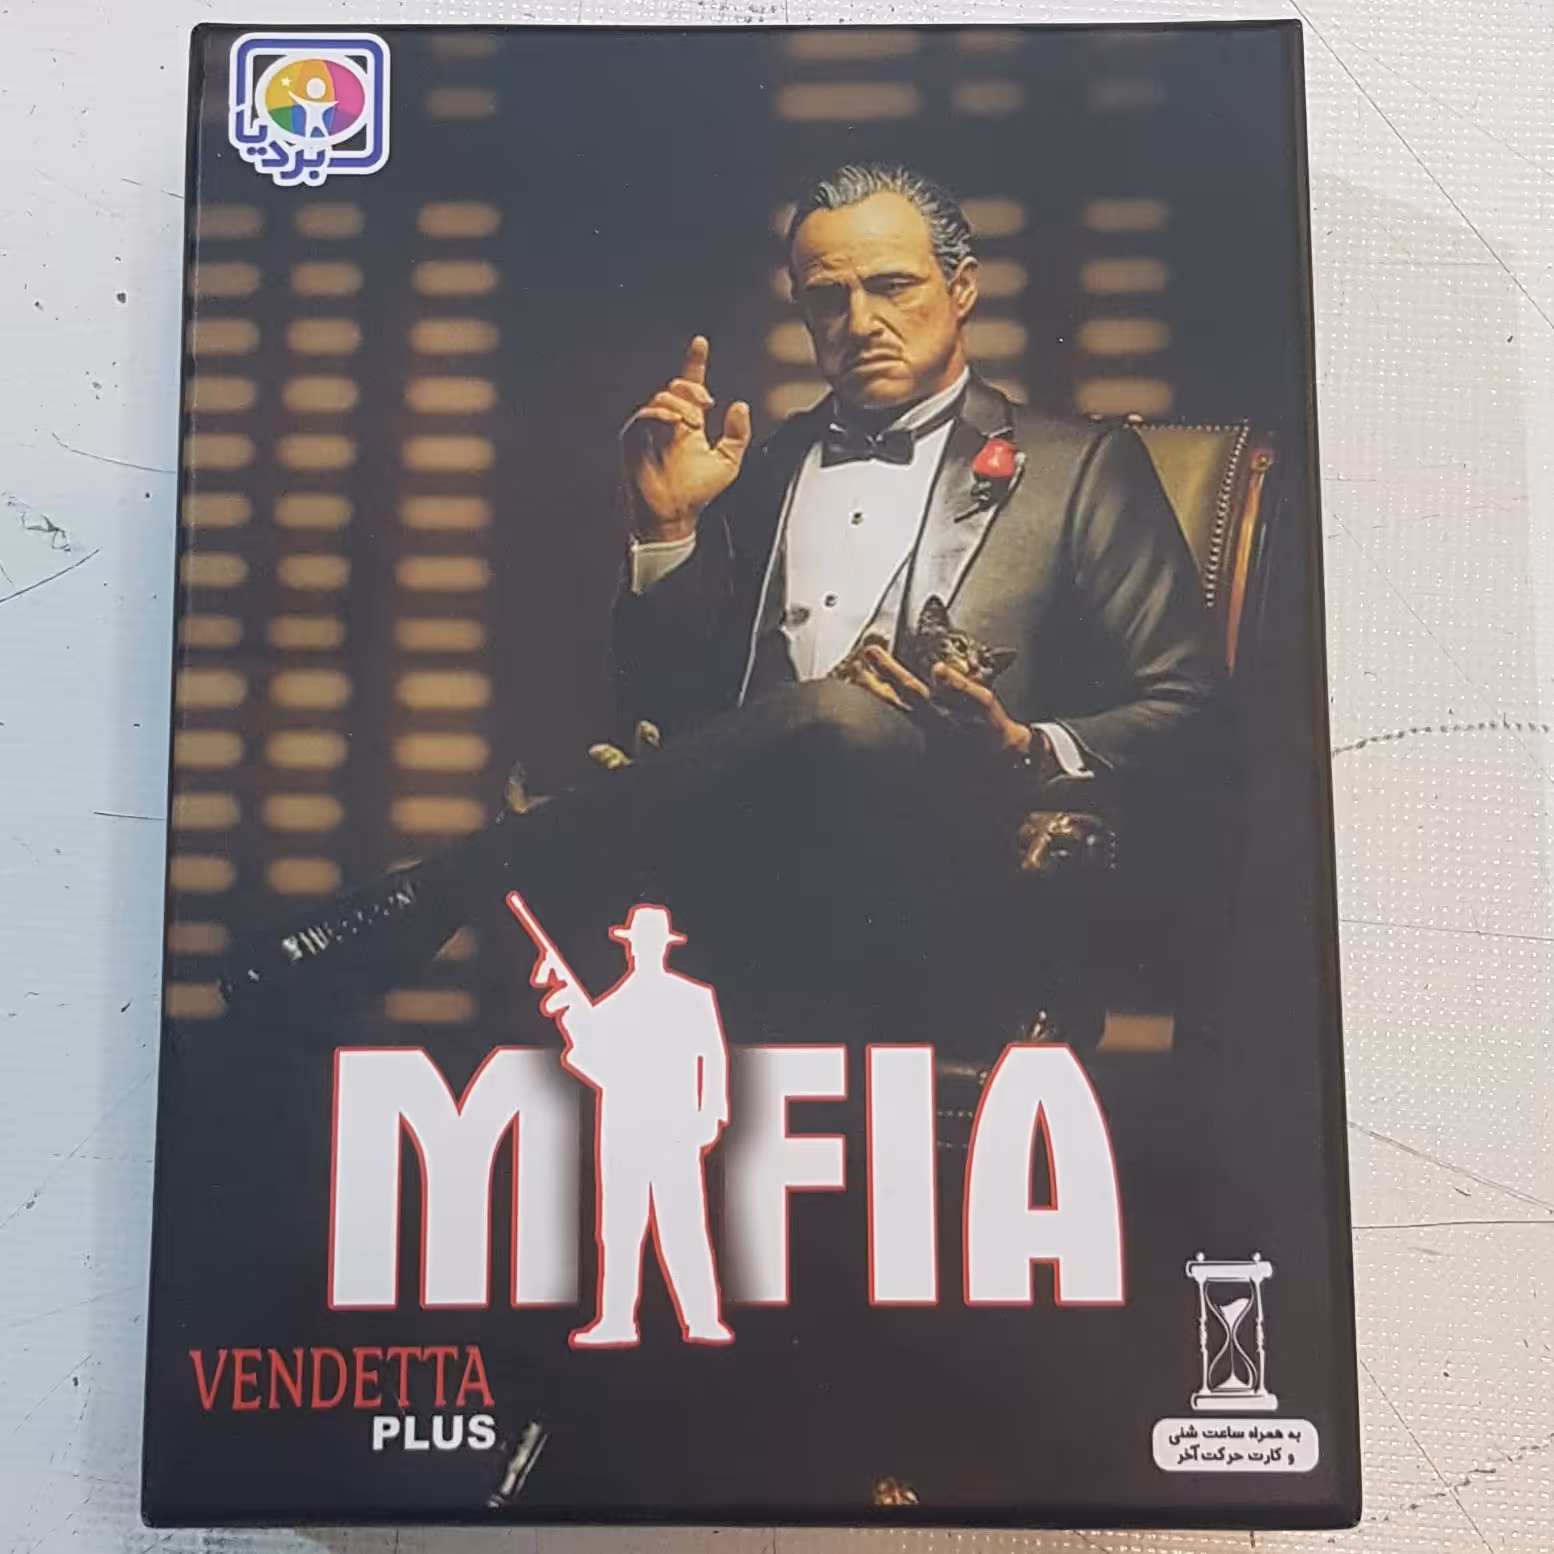 بردیا
MAFIA
VENDETTA
PLUS
به همراه ساعت شنی
و کارت حرکت آخر